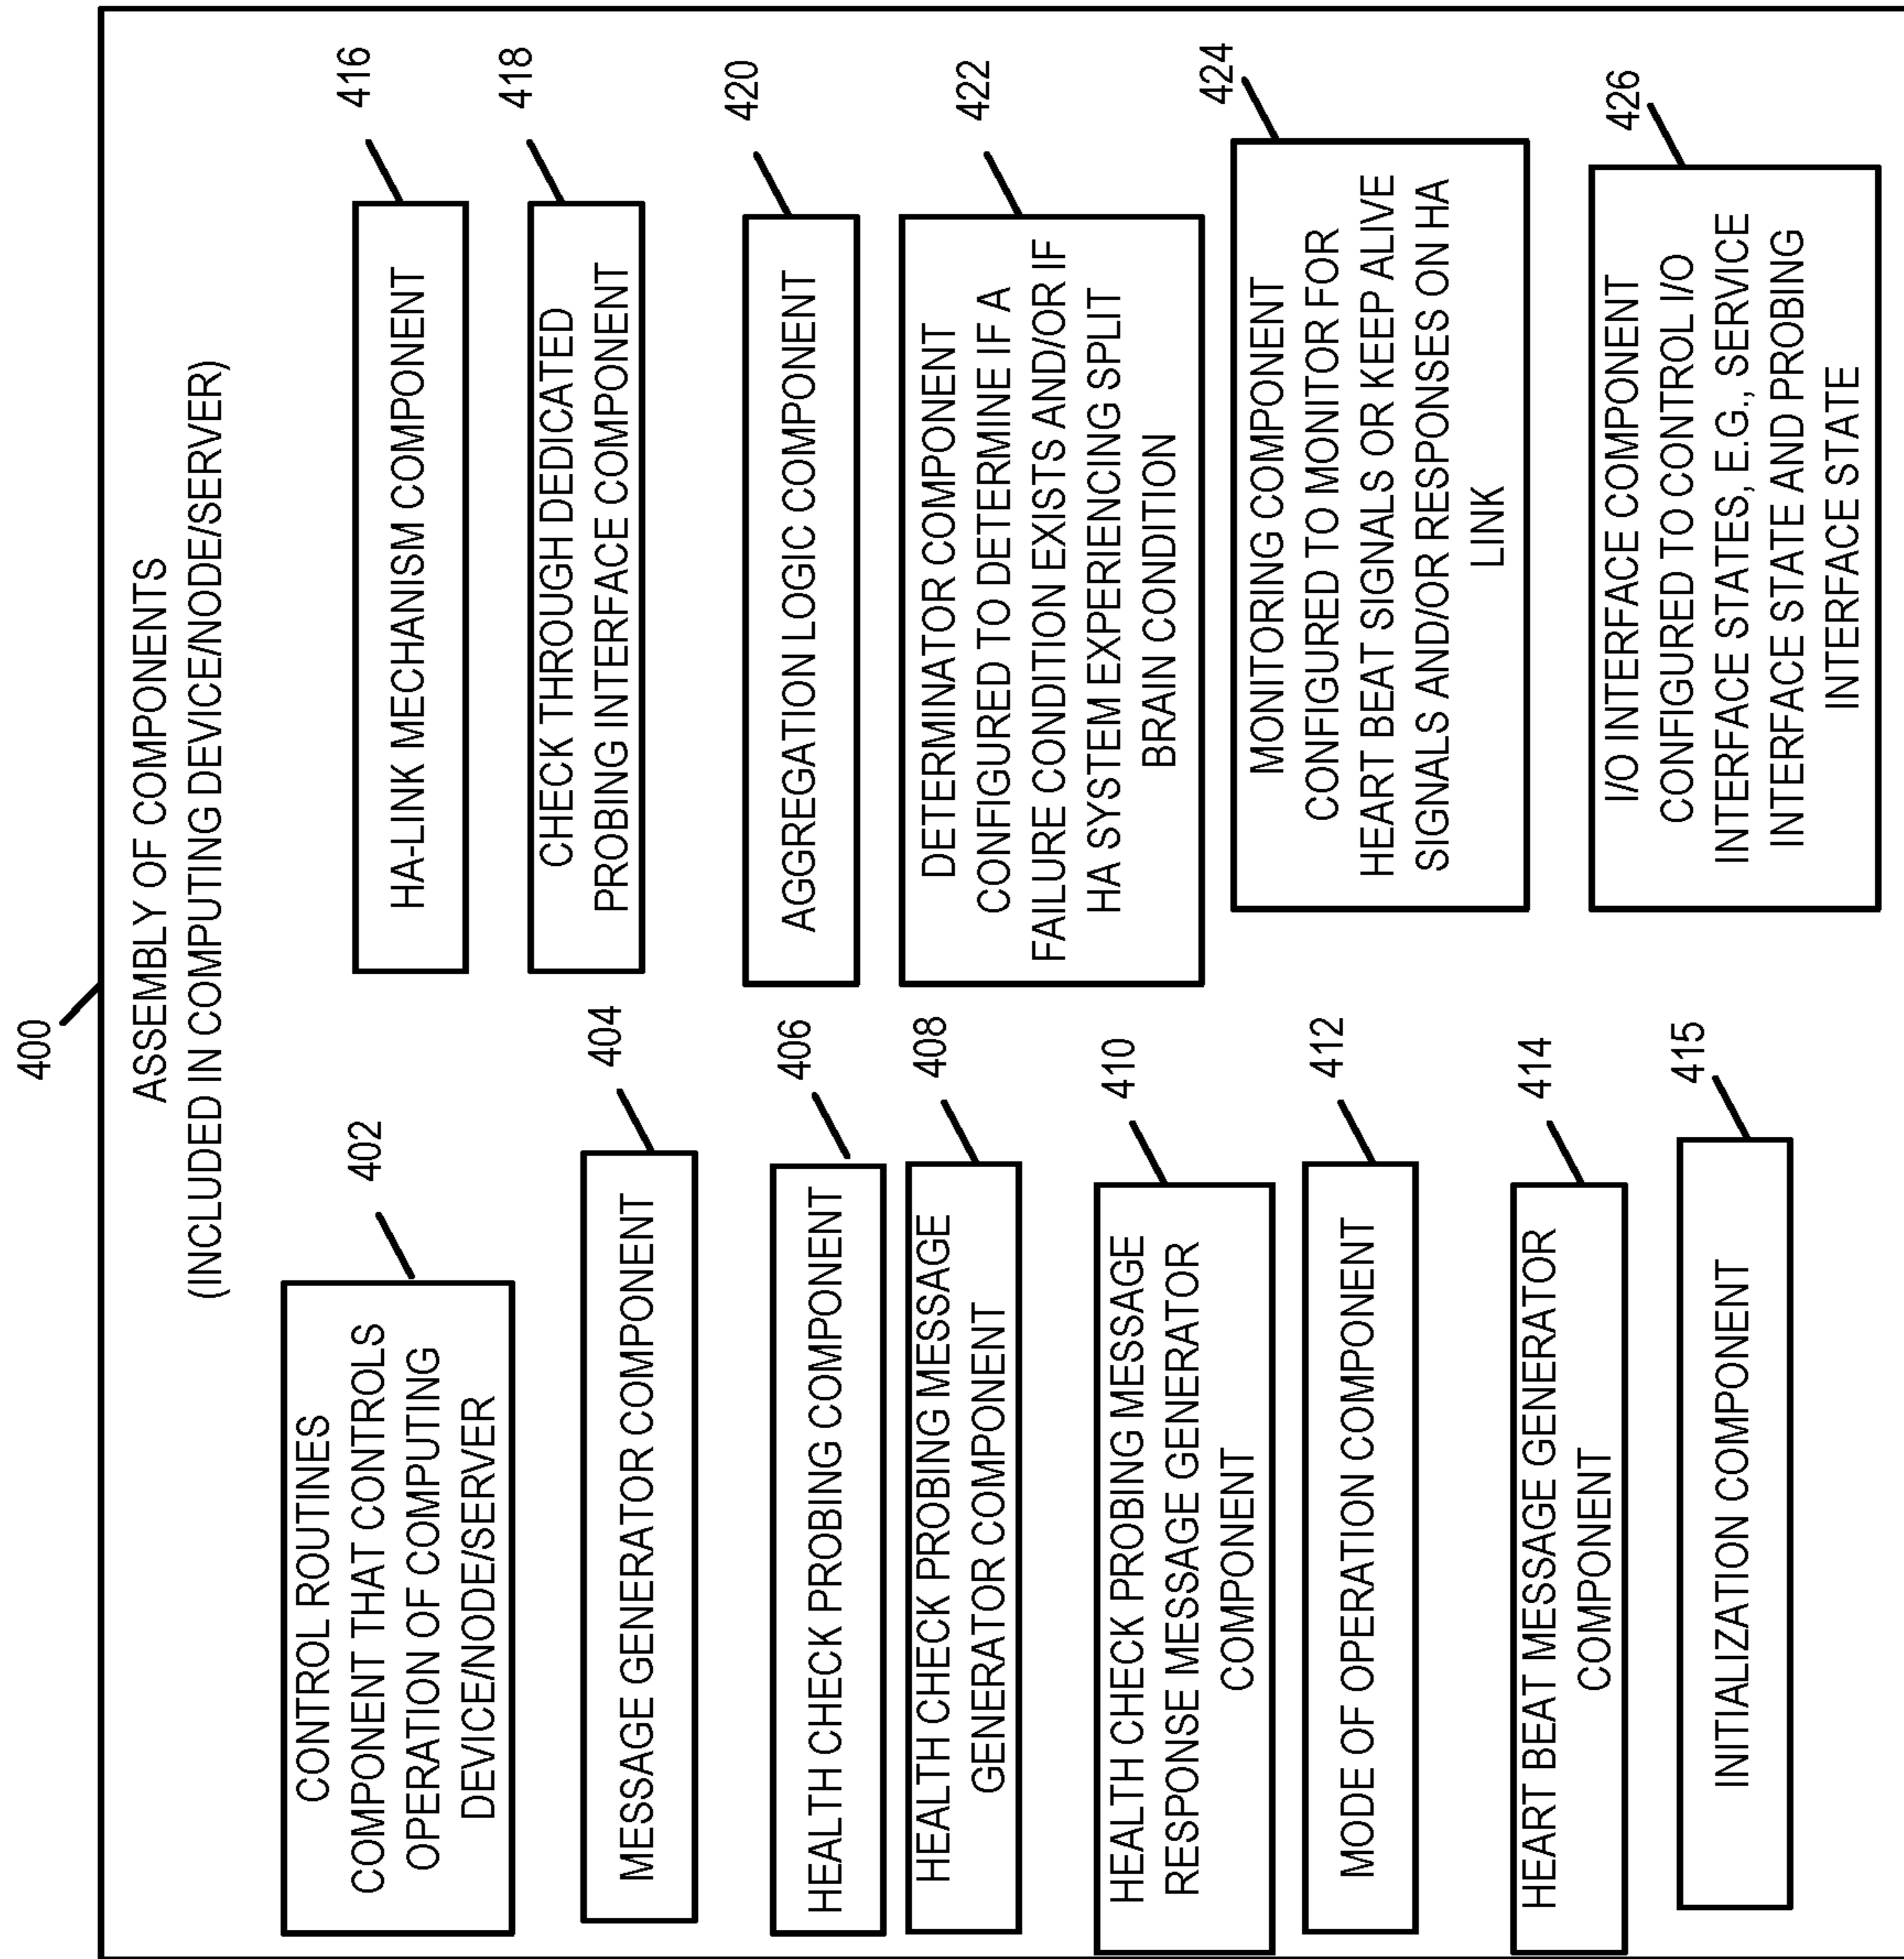 400
ASSEMBLY OF COMPONENTS
(INCLUDED IN COMPUTING DEVICE/NODE/SERVER)
402
CONTROL ROUTINES
COMPONENT THAT CONTROLS
OPERATION OF COMPUTING
DEVICE/NODE/SERVER
404
MESSAGE GENERATOR COMPONENT
406
HEALTH CHECK PROBING COMPONENT
408
HEALTH CHECK PROBING MESSAGE
GENERATOR COMPONENT
410
HEALTH CHECK PROBING MESSAGE
RESPONSE MESSAGE GENERATOR
COMPONENT
412
MODE OF OPERATION COMPONENT
414
HEART BEAT MESSAGE GENERATOR
COMPONENT
415
INITIALIZATION COMPONENT
416
HA-LINK MECHANISM COMPONENT
418
CHECK THROUGH DEDICATED
PROBING INTERFACE COMPONENT
420
AGGREGATION LOGIC COMPONENT
422
DETERMINATOR COMPONENT
CONFIGURED TO DETERMINE IF A
FAILURE CONDITION EXISTS AND/OR IF
HA SYSTEM EXPERIENCING SPLIT
BRAIN CONDITION
424
MONITORING COMPONENT
CONFIGURED TO MONITOR FOR
HEART BEAT SIGNALS OR KEEP ALIVE
SIGNALS AND/OR RESPONSES ON HA
LINK
426
I/O INTERFACE COMPONENT
CONFIGURED TO CONTROL I/O
INTERFACE STATES, E.G., SERVICE
INTERFACE STATE AND PROBING
INTERFACE STATE